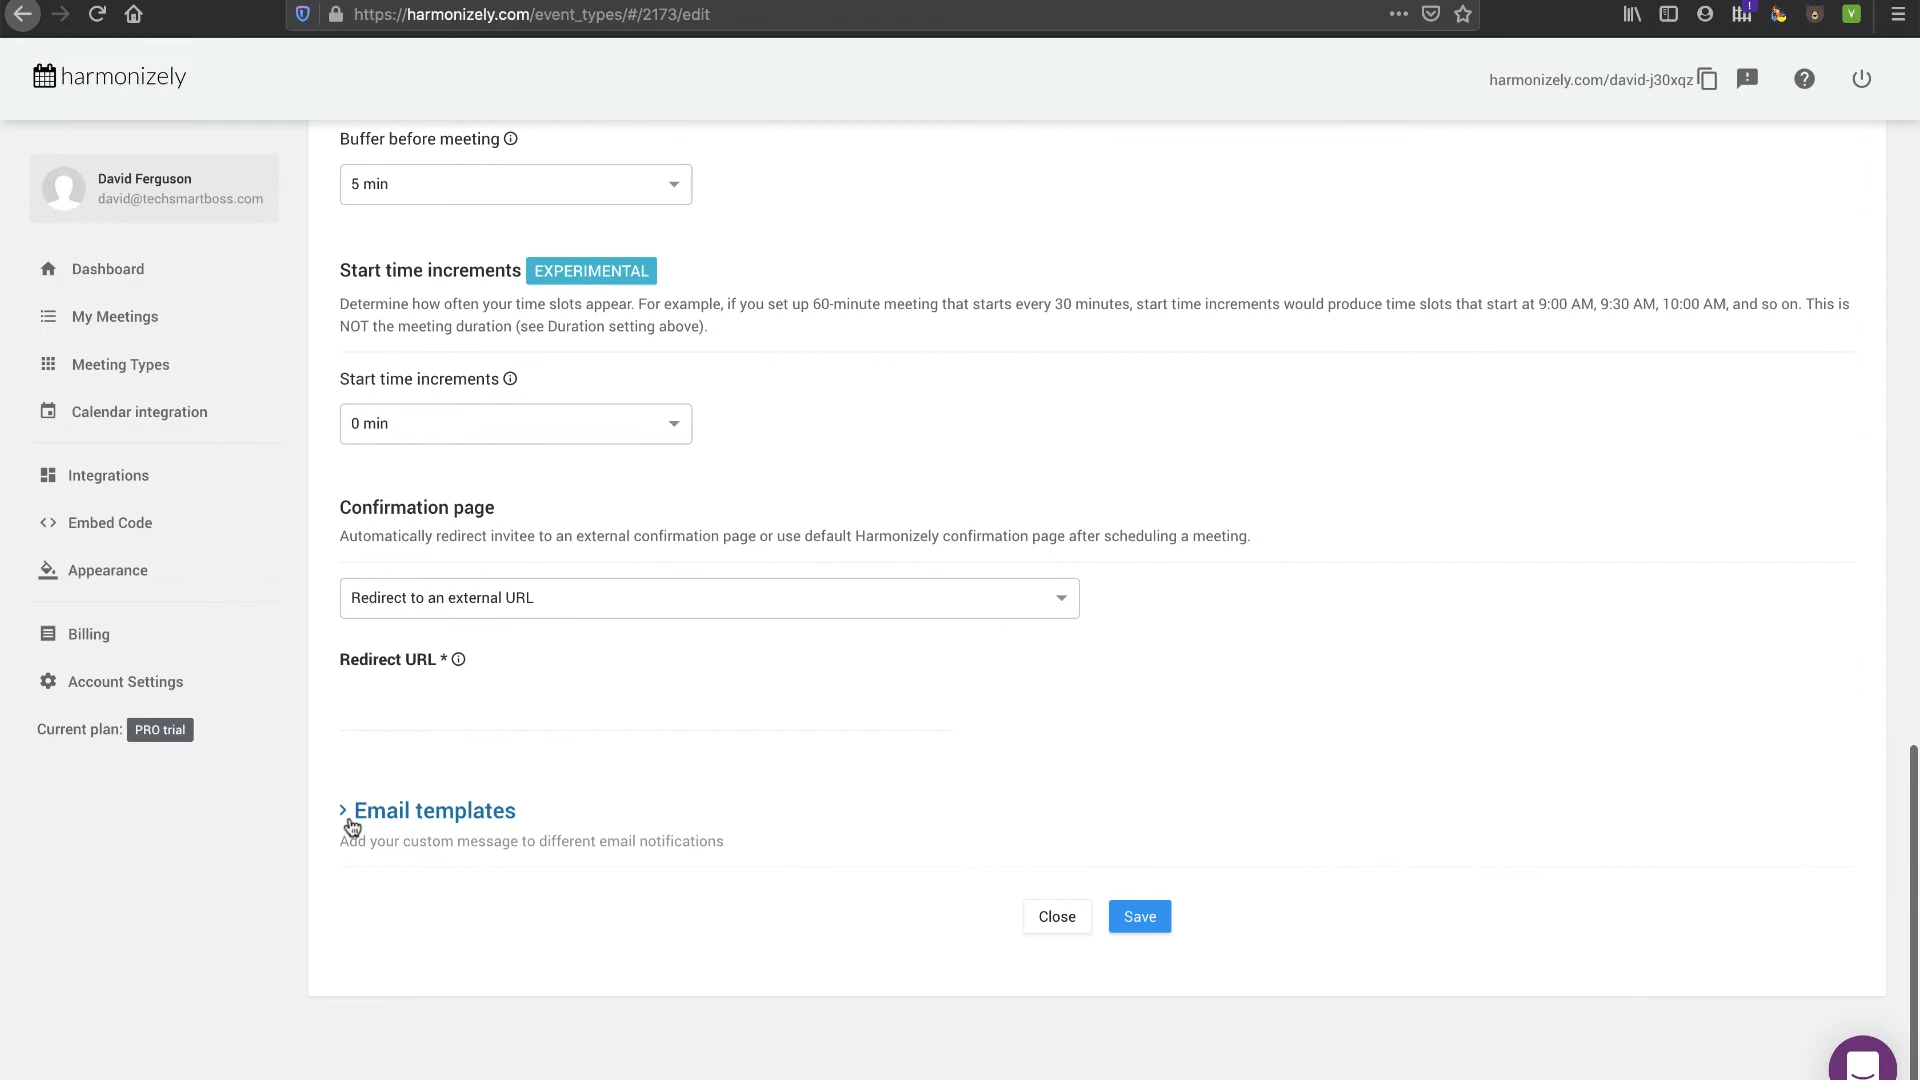 https://harmonizely.com/event_types/#/2173/edit
harmonizely
harmonizely.com/david-j30xqz
David Ferguson
david@techsmartboss.com
Dashboard
My Meetings
Meeting Types
Calendar integration
Integrations
Embed Code
Appearance
Billing
Account Settings
Current plan: PRO trial
Buffer before meeting
5 min
Start time increments EXPERIMENTAL
Determine how often your time slots appear. For example, if you set up 60-minute meeting that starts every 30 minutes, start time increments would produce time slots that start at 9:00 AM, 9:30 AM, 10:00 AM, and so on. This is
NOT the meeting duration (see Duration setting above).
Start time increments
0 min
Confirmation page
Automatically redirect invitee to an external confirmation page or use default Harmonizely confirmation page after scheduling a meeting.
Redirect to an external URL
Redirect URL *
Email templates
Add your custom message to different email notifications
Close
Save